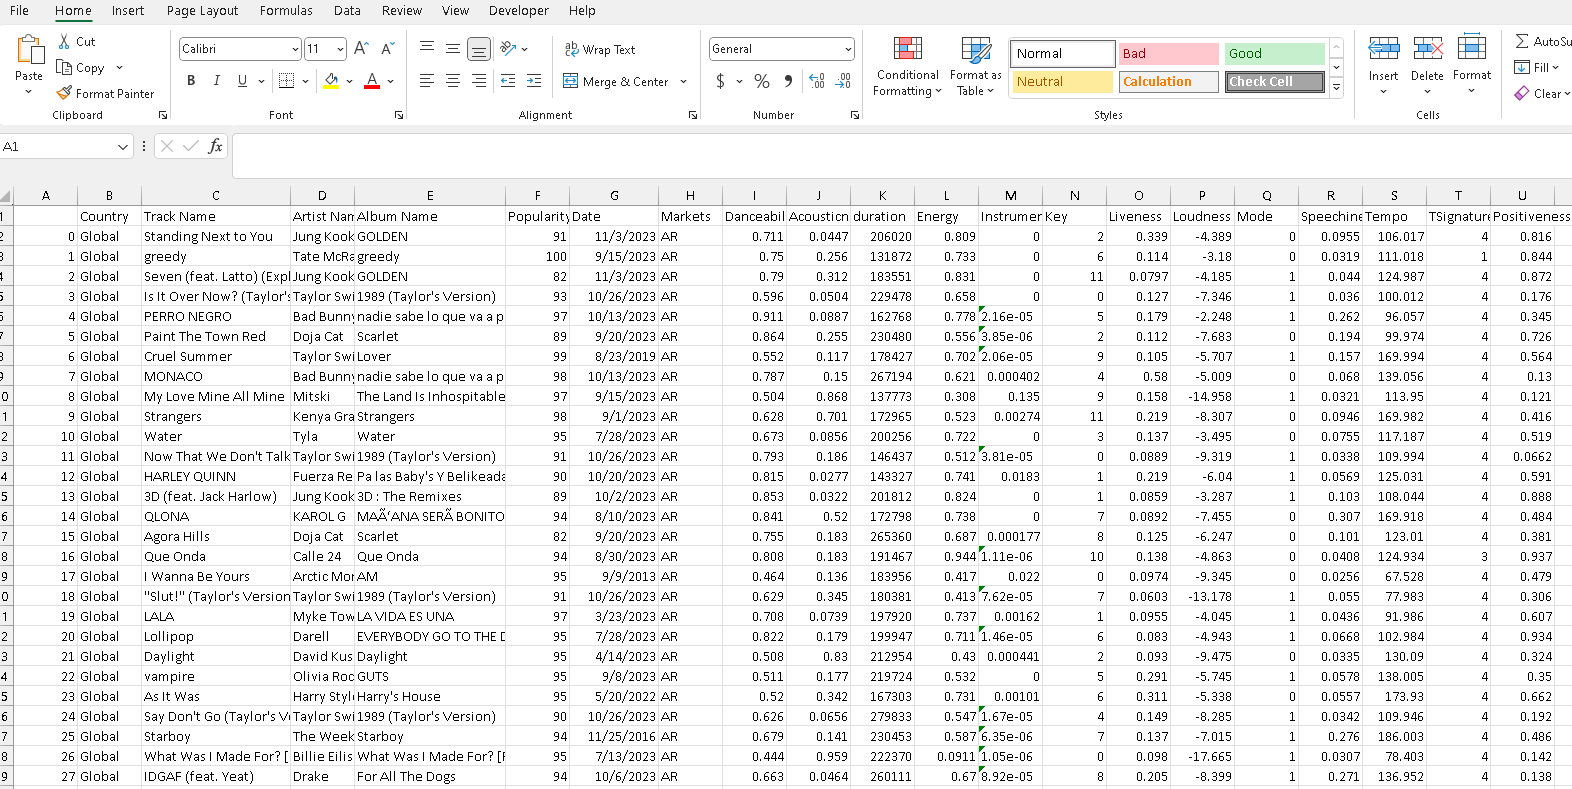 File Home Insert Page Layout Formulas Data Review View Developer Help
Paste Cut Copy Format Painter Clipboard
Calibri 11 A A B I U A Font
ab Wrap Text Merge & Center Alignment
General $ % , .00 .00 Number
Conditional Formatting Format as Table Normal Bad Good Neutral Calculation Check Cell Styles
Insert Delete Format Cells
AutoSu Fill Clear
A1 fx
A B C D E F G H I J K L M N O P Q R S T U
1 Country Track Name Artist Nam Album Name Popularity Date Markets Danceabil Acousticn duration Energy Instrumen Key Liveness Loudness Mode Speechine Tempo TSignature Positiveness
2 0 Global Standing Next to You Jung Kook GOLDEN 91 11/3/2023 AR 0.711 0.0447 206020 0.809 0 2 0.339 -4.389 0 0.0955 106.017 4 0.816
3 1 Global greedy Tate McRa greedy 100 9/15/2023 AR 0.75 0.256 131872 0.733 0 6 0.114 -3.18 0 0.0319 111.018 1 0.844
4 2 Global Seven (feat. Latto) (Expl Jung Kook GOLDEN 82 11/3/2023 AR 0.79 0.312 183551 0.831 0 11 0.0797 -4.185 1 0.044 124.987 4 0.872
5 3 Global Is It Over Now? (Taylor's Taylor Swi 1989 (Taylor's Version) 93 10/26/2023 AR 0.596 0.0504 229478 0.658 0 0 0.127 -7.346 1 0.036 100.012 4 0.176
6 4 Global PERRO NEGRO Bad Bunny nadie sabe lo que va a p 97 10/13/2023 AR 0.911 0.0887 162768 0.778 2.16e-05 5 0.179 -2.248 1 0.262 96.057 4 0.345
7 5 Global Paint The Town Red Doja Cat Scarlet 89 9/20/2023 AR 0.864 0.255 230480 0.556 3.85e-06 2 0.112 -7.683 0 0.194 99.974 4 0.726
8 6 Global Cruel Summer Taylor Swi Lover 99 8/23/2019 AR 0.552 0.117 178427 0.702 2.06e-05 9 0.105 -5.707 1 0.157 169.994 4 0.564
9 7 Global MONACO Bad Bunny nadie sabe lo que va a p 98 10/13/2023 AR 0.787 0.15 267194 0.621 0.000402 4 0.58 -5.009 0 0.068 139.056 4 0.13
0 8 Global My Love Mine All Mine Mitski The Land Is Inhospitable 97 9/15/2023 AR 0.504 0.868 137773 0.308 0.135 9 0.158 -14.958 1 0.0321 113.95 4 0.121
1 9 Global Strangers Kenya Gra Strangers 98 9/1/2023 AR 0.628 0.701 172965 0.523 0.00274 11 0.219 -8.307 0 0.0946 169.982 4 0.416
2 10 Global Water Tyla Water 95 7/28/2023 AR 0.673 0.0856 200256 0.722 0 3 0.137 -3.495 0 0.0755 117.187 4 0.519
3 11 Global Now That We Don't Talk Taylor Swi 1989 (Taylor's Version) 91 10/26/2023 AR 0.793 0.186 146437 0.512 3.81e-05 0 0.0889 -9.319 1 0.0338 109.994 4 0.0662
4 12 Global HARLEY QUINN Fuerza Re Pa las Baby's Y Belikeada 90 10/20/2023 AR 0.815 0.0277 143327 0.741 0.0183 1 0.219 -6.04 1 0.0569 125.031 4 0.591
5 13 Global 3D (feat. Jack Harlow) Jung Kook 3D : The Remixes 89 10/2/2023 AR 0.853 0.0322 201812 0.824 0 1 0.0859 -3.287 1 0.103 108.044 4 0.888
6 14 Global QLONA KAROL G MAÃ‘ANA SERÃ BONITO 94 8/10/2023 AR 0.841 0.52 172798 0.738 0 7 0.0892 -7.455 1 0.307 169.918 4 0.484
7 15 Global Agora Hills Doja Cat Scarlet 82 9/20/2023 AR 0.755 0.183 265360 0.687 0.000177 8 0.125 -6.247 0 0.101 123.01 4 0.381
8 16 Global Que Onda Calle 24 Que Onda 94 8/30/2023 AR 0.808 0.183 191467 0.944 1.11e-06 10 0.138 -4.863 0 0.0408 124.934 3 0.937
9 17 Global I Wanna Be Yours Arctic Mon AM 95 9/9/2013 AR 0.464 0.136 183956 0.417 0.022 0 0.0974 -9.345 0 0.0256 67.528 4 0.479
0 18 Global "Slut!" (Taylor's Version Taylor Swi 1989 (Taylor's Version) 91 10/26/2023 AR 0.629 0.345 180381 0.413 7.62e-05 7 0.0603 -13.178 1 0.055 77.983 4 0.306
1 19 Global LALA Myke Tow LA VIDA ES UNA 97 3/23/2023 AR 0.708 0.0739 197920 0.737 0.00162 1 0.0955 -4.045 1 0.0436 91.986 4 0.607
2 20 Global Lollipop Darell EVERYBODY GO TO THE D 95 7/28/2023 AR 0.822 0.179 199947 0.711 1.46e-05 6 0.083 -4.943 1 0.0668 102.984 4 0.934
3 21 Global Daylight David Kus Daylight 95 4/14/2023 AR 0.508 0.83 212954 0.43 0.000441 2 0.093 -9.475 0 0.0335 130.09 4 0.324
4 22 Global vampire Olivia Roc GUTS 95 9/8/2023 AR 0.511 0.177 219724 0.532 0 5 0.291 -5.745 1 0.0578 138.005 4 0.35
5 23 Global As It Was Harry Style Harry's House 95 5/20/2022 AR 0.52 0.342 167303 0.731 0.00101 6 0.311 -5.338 0 0.0557 173.93 4 0.662
6 24 Global Say Don't Go (Taylor's Ve Taylor Swi 1989 (Taylor's Version) 90 10/26/2023 AR 0.626 0.0656 279833 0.547 1.67e-05 4 0.149 -8.285 1 0.0342 109.946 4 0.192
7 25 Global Starboy The Week Starboy 94 11/25/2016 AR 0.679 0.141 230453 0.587 6.35e-06 7 0.137 -7.015 1 0.276 186.003 4 0.486
8 26 Global What Was I Made For? [ Billie Eilis What Was I Made For? [F 95 7/13/2023 AR 0.444 0.959 222370 0.0911 1.05e-06 0 0.098 -17.665 1 0.0307 78.403 4 0.142
9 27 Global IDGAF (feat. Yeat) Drake For All The Dogs 94 10/6/2023 AR 0.663 0.0464 260111 0.67 8.92e-05 8 0.205 -8.399 1 0.271 136.952 4 0.138